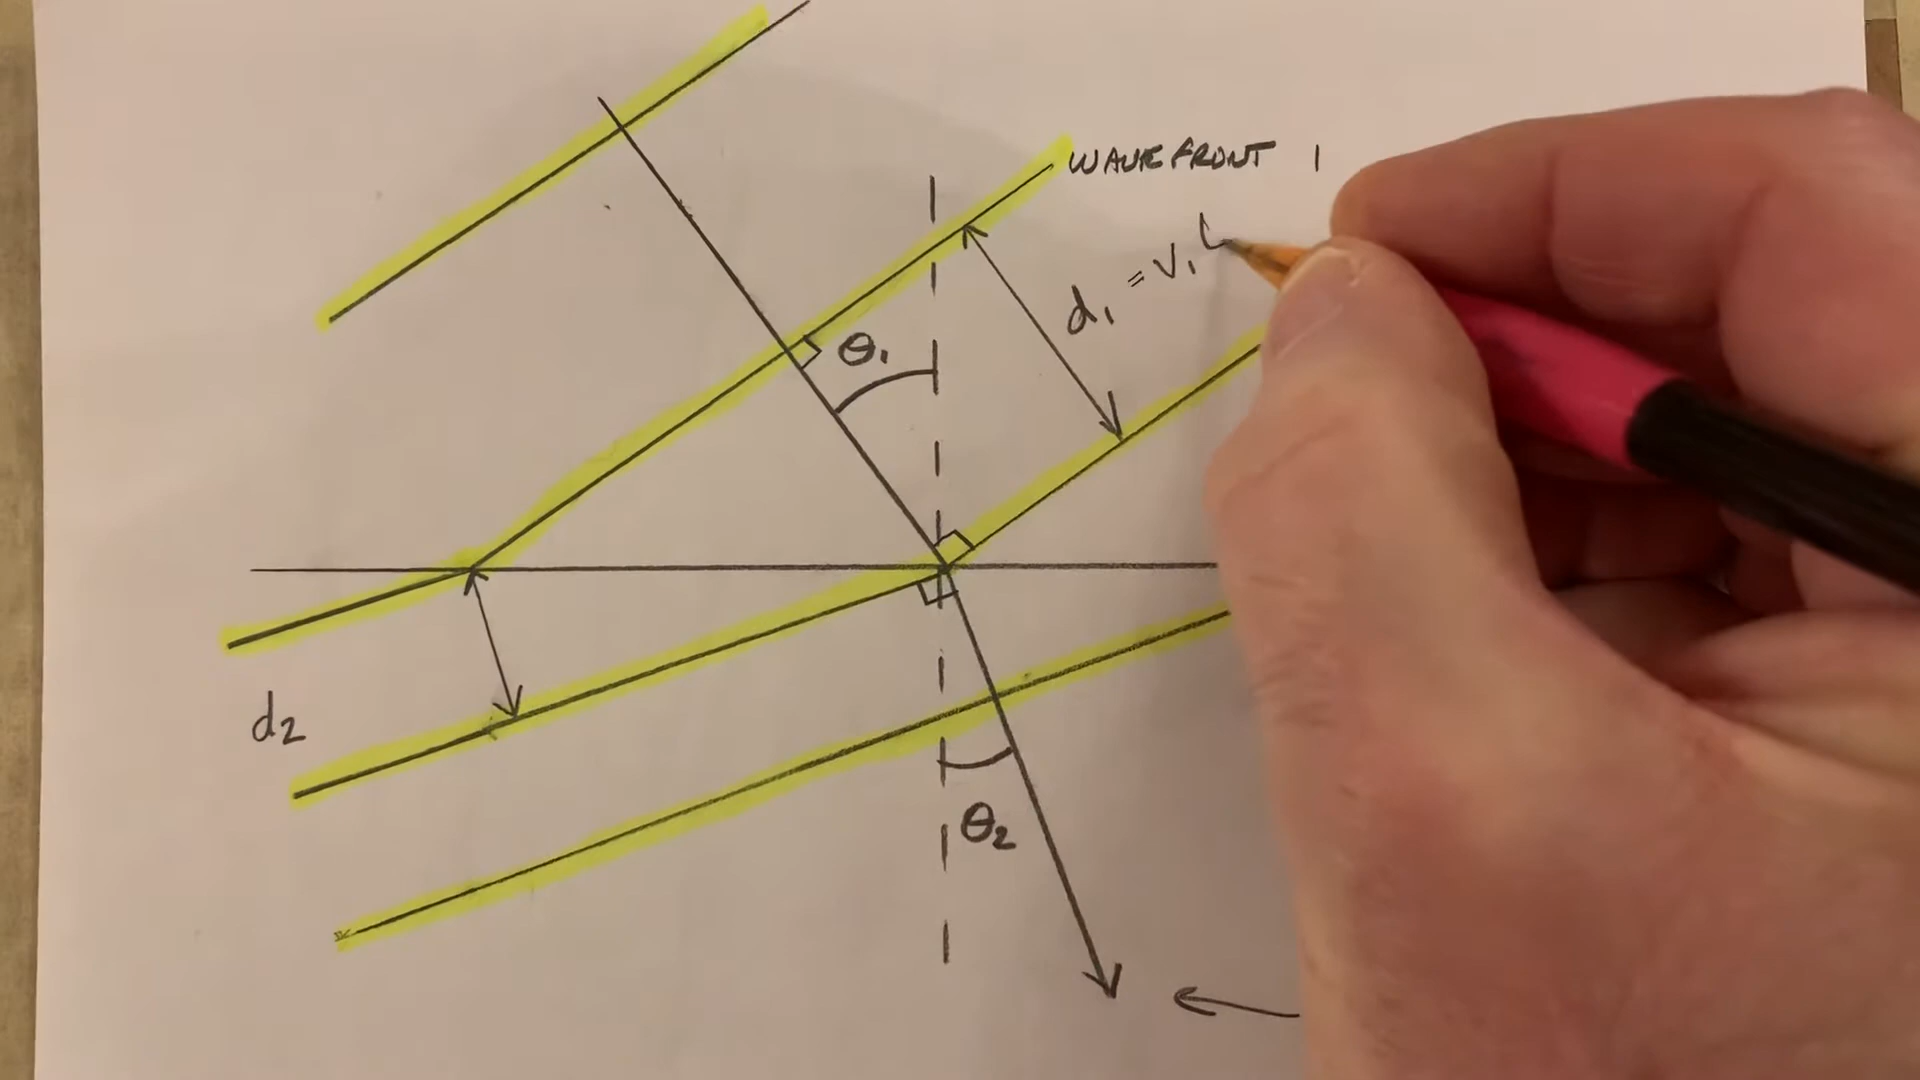 WAVEFRONT 1
d₁ = V₁
θ₁
d₂
θ₂